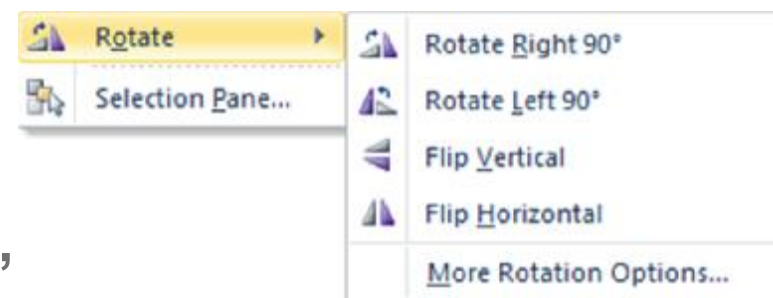 Rotate
Selection Pane...
Rotate Right 90°
Rotate Left 90°
Flip Vertical
Flip Horizontal
More Rotation Options...
,